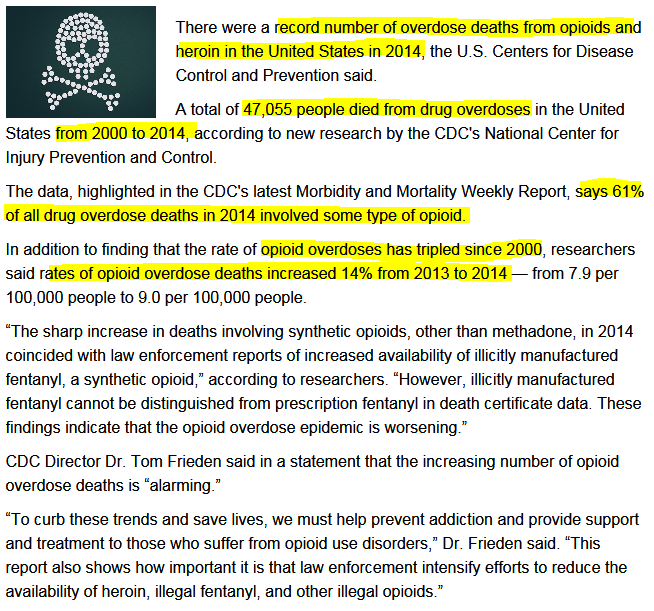 There were a record number of overdose deaths from opioids and
heroin in the United States in 2014, the U.S. Centers for Disease
Control and Prevention said.
A total of 47,055 people died from drug overdoses in the United
States from 2000 to 2014, according to new research by the CDC's National Center for
Injury Prevention and Control.
The data, highlighted in the CDC's latest Morbidity and Mortality Weekly Report, says 61%
of all drug overdose deaths in 2014 involved some type of opioid.
In addition to finding that the rate of opioid overdoses has tripled since 2000, researchers
said rates of opioid overdose deaths increased 14% from 2013 to 2014 — from 7.9 per
100,000 people to 9.0 per 100,000 people.
“The sharp increase in deaths involving synthetic opioids, other than methadone, in 2014
coincided with law enforcement reports of increased availability of illicitly manufactured
fentanyl, a synthetic opioid,” according to researchers. “However, illicitly manufactured
fentanyl cannot be distinguished from prescription fentanyl in death certificate data. These
findings indicate that the opioid overdose epidemic is worsening.”
CDC Director Dr. Tom Frieden said in a statement that the increasing number of opioid
overdose deaths is “alarming.”
“To curb these trends and save lives, we must help prevent addiction and provide support
and treatment to those who suffer from opioid use disorders,” Dr. Frieden said. “This
report also shows how important it is that law enforcement intensify efforts to reduce the
availability of heroin, illegal fentanyl, and other illegal opioids.”